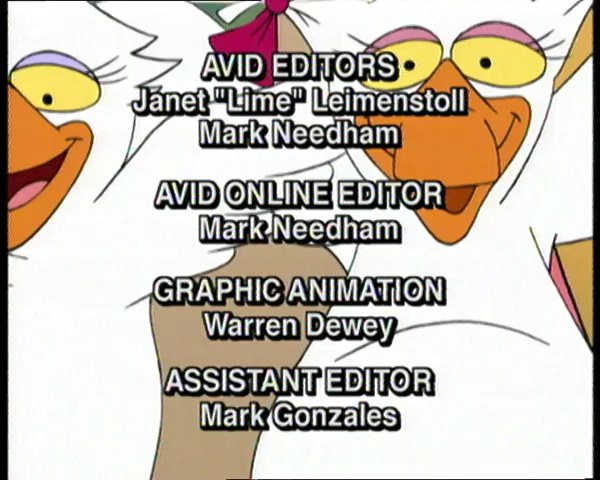 AVID EDITORS
Janet "Lime" Leimenstoll
Mark Needham
AVID ONLINE EDITOR
Mark Needham
GRAPHIC ANIMATION
Warren Dewey
ASSISTANT EDITOR
Mark Gonzales